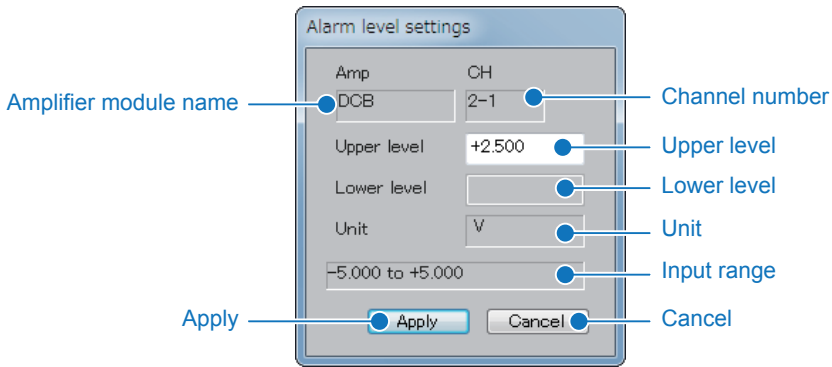 Alarm level settings
Amp CH
Amplifier module name DCB 2-1 Channel number
Upper level +2.500 Upper level
Lower level Lower level
Unit V Unit
-5.000 to +5.000 Input range
Apply Apply Cancel Cancel